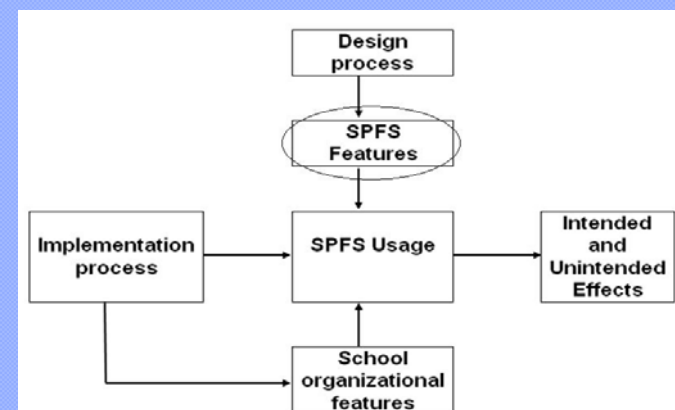 Design
process
SPFS
Features
Implementation
process
SPFS Usage
Intended
and
Unintended
Effects
School
organizational
features